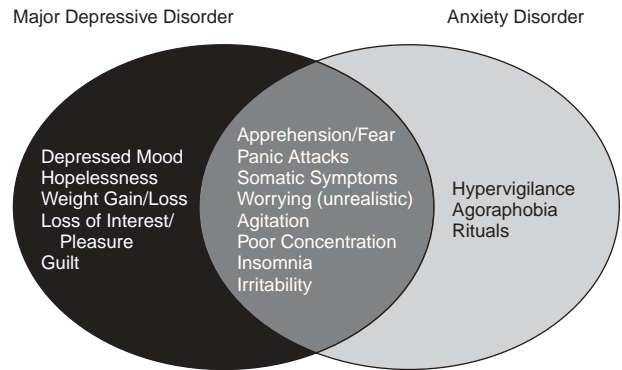 Major Depressive Disorder
Anxiety Disorder
Depressed Mood
Hopelessness
Weight Gain/Loss
Loss of Interest/
Pleasure
Guilt
Apprehension/Fear
Panic Attacks
Somatic Symptoms
Worrying (unrealistic)
Agitation
Poor Concentration
Insomnia
Irritability
Hypervigilance
Agoraphobia
Rituals